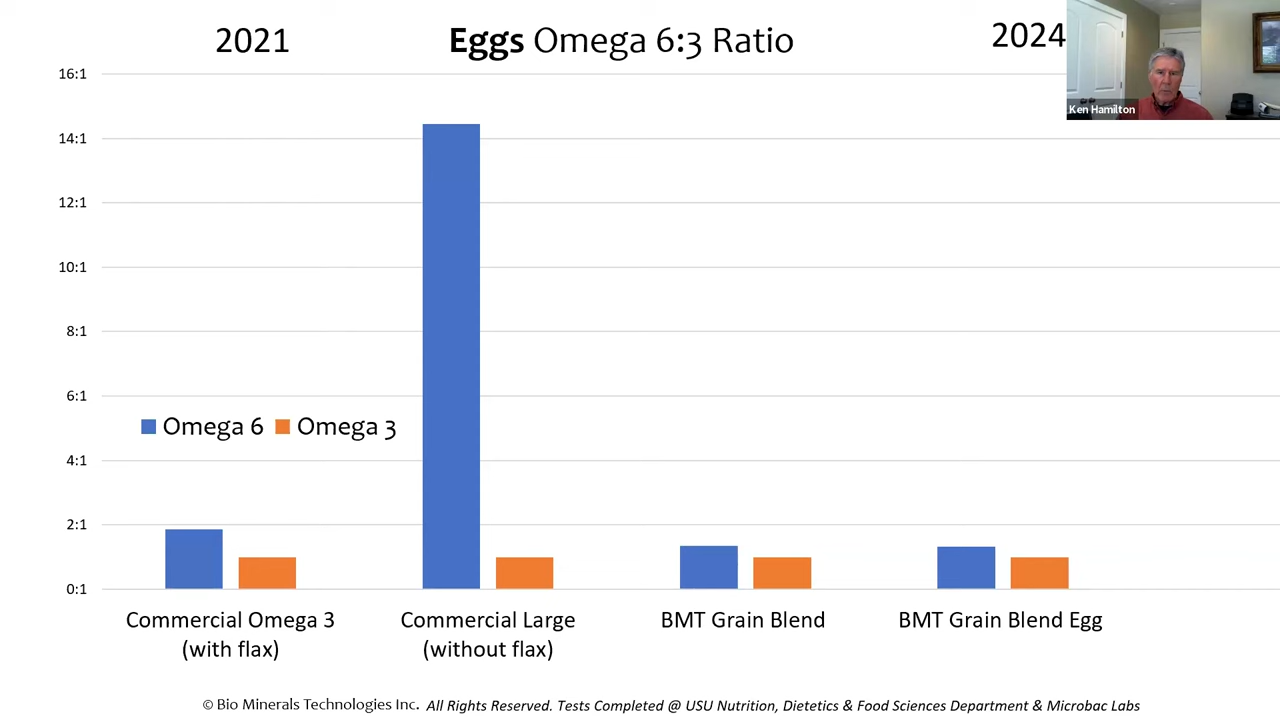 2021
Eggs Omega 6:3 Ratio
2024
Ken Hamilton
16:1
14:1
12:1
10:1
8:1
6:1
4:1
2:1
0:1
Omega 6 Omega 3
Commercial Omega 3
(with flax)
Commercial Large
(without flax)
BMT Grain Blend
BMT Grain Blend Egg
© Bio Minerals Technologies Inc. All Rights Reserved. Tests Completed @ USU Nutrition, Dietetics & Food Sciences Department & Microbac Labs